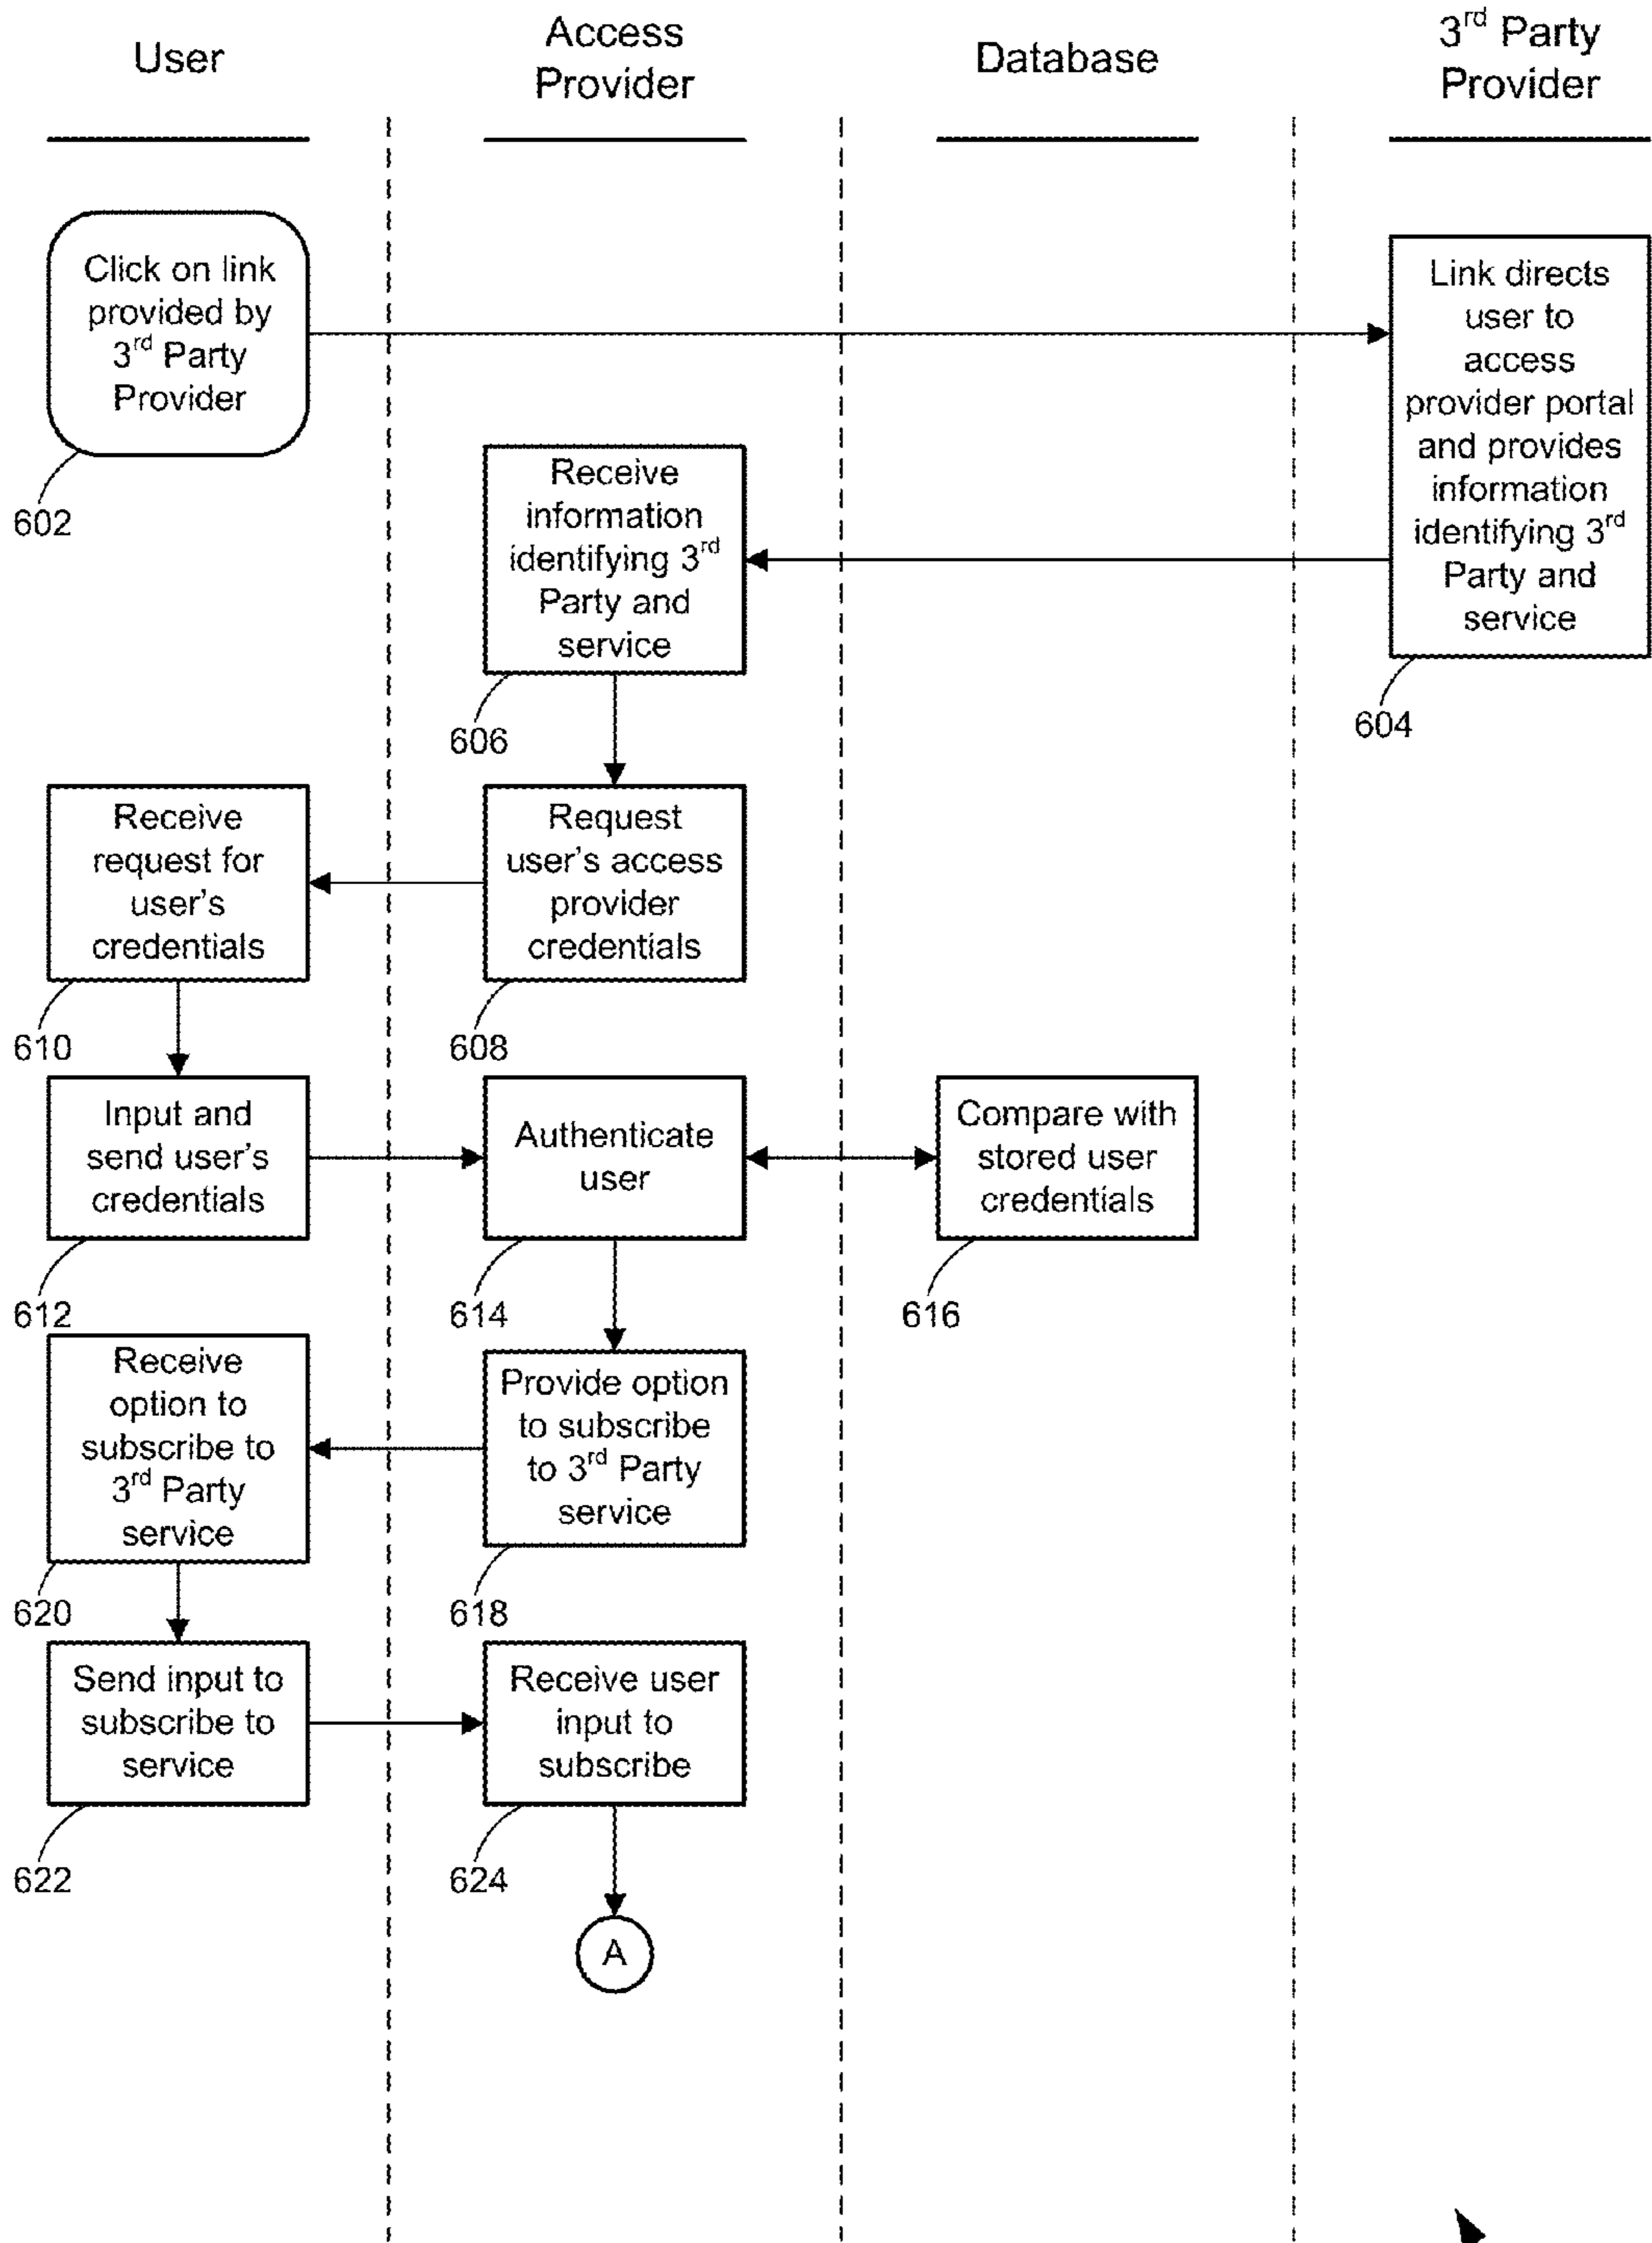 User
Access
Provider
Database
3rd Party
Provider
Click on link
provided by
3rd Party
Provider
602
Link directs
user to
access
provider portal
and provides
information
identifying 3rd
Party and
service
604
Receive
information
identifying 3rd
Party and
service
606
Request
user's access
provider
credentials
608
Receive
request for
user's
credentials
610
Input and
send user's
credentials
612
Authenticate
user
614
Compare with
stored user
credentials
616
Provide option
to subscribe
to 3rd Party
service
618
Receive
option to
subscribe to
3rd Party
service
620
Send input to
subscribe to
service
622
Receive user
input to
subscribe
624
A